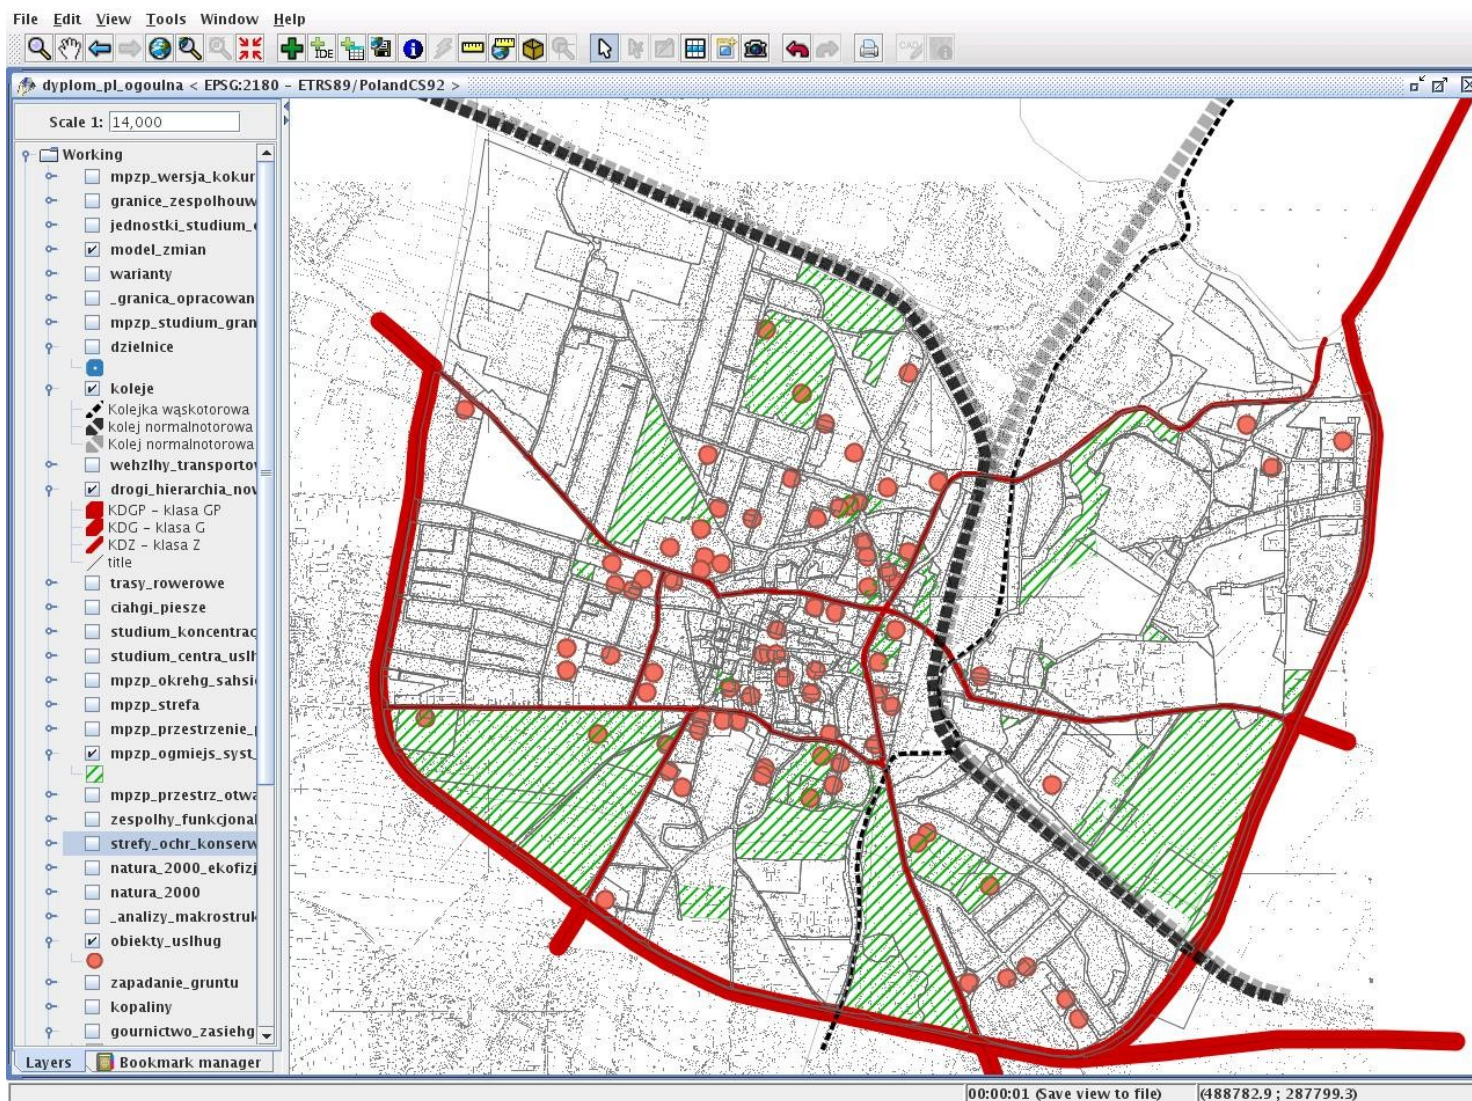 File Edit View Tools Window Help
IDE
CAD
dyplom_pl_ogoulna < EPSG:2180 - ETRS89/PolandCS92 >
Scale 1: 14,000
Working
mpzp_wersja_kokur
granice_zespolhouw
jednostki_studium_
model_zmian
warianty
_granica_opracowan
mpzp_studium_gran
dzielnice
koleje
Kolejka wąskotorowa
kolej normalnotorowa
Kolej normalnotorowa
wehzlhy_transportow
drogi_hierarchia_nov
KDGP - klasa GP
KDG - klasa G
KDZ - klasa Z
title
trasy_rowerowe
ciahgi_piesze
studium_koncentrac
studium_centra_uslh
mpzp_okrehg_sahsi
mpzp_strefa
mpzp_przestrzenie_
mpzp_ogmiejs_syst_
mpzp_przestrz_otwa
zespolhy_funkcjonal
strefy_ochr_konserw
natura_2000_ekofizj
natura_2000
_analizy_makrostruk
obiekty_uslhug
zapadanie_gruntu
kopaliny
gournictwo_zasiehg
Layers Bookmark manager
00:00:01 (Save view to file) (488782.9 ; 287799.3)